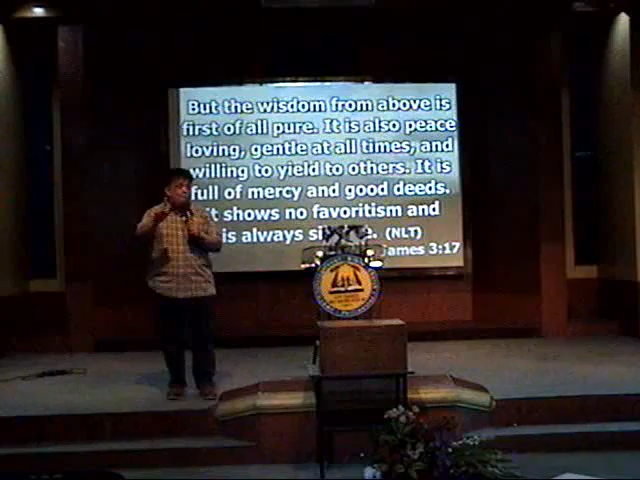 But the wisdom from above is
first of all pure. It is also peace
loving, gentle at all times, and
willing to yield to others. It is
full of mercy and good deeds.
It shows no favoritism and
is always (NLT)
James 3:17